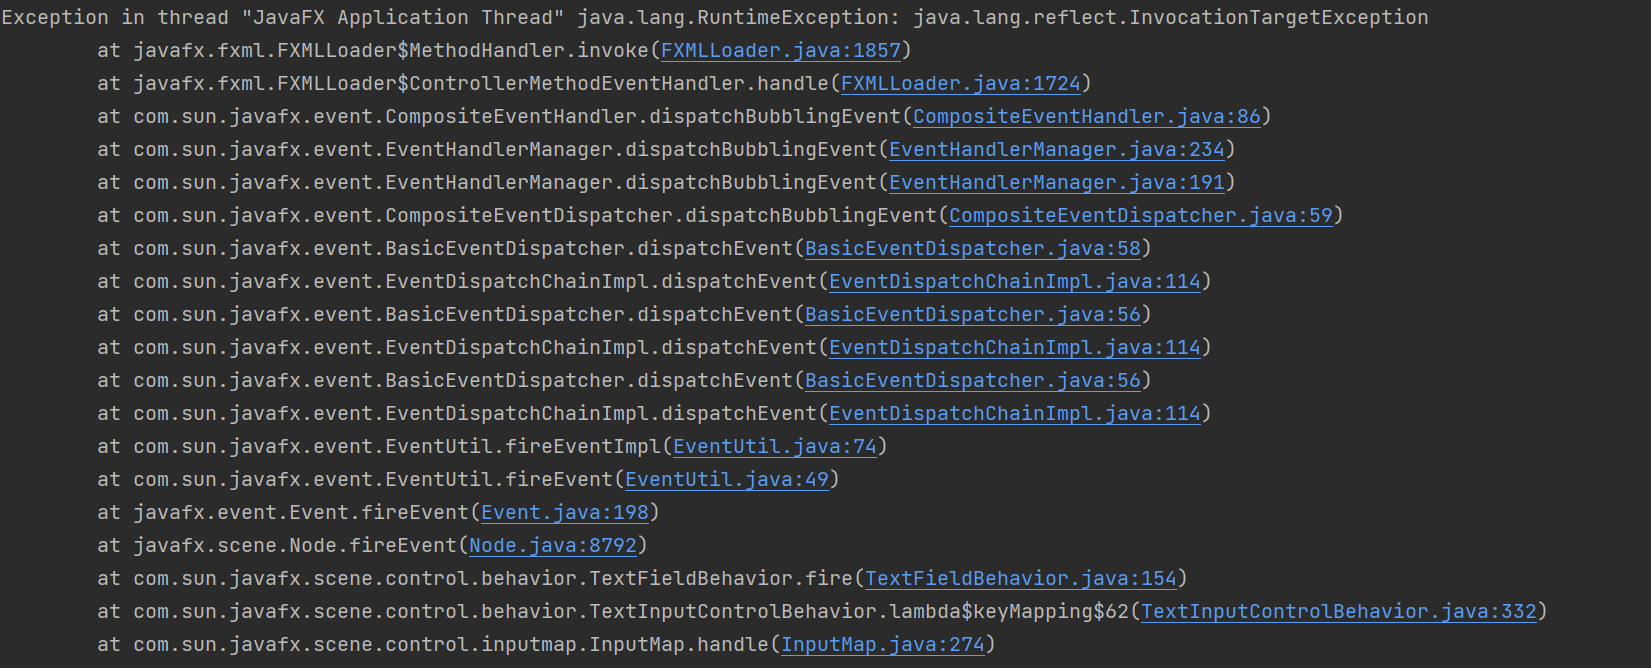 Exception in thread "JavaFX Application Thread" java.lang.RuntimeException: java.lang.reflect.InvocationTargetException
at javafx.fxml.FXMLLoader$MethodHandler.invoke(FXMLLoader.java:1857)
at javafx.fxml.FXMLLoader$ControllerMethodEventHandler.handle(FXMLLoader.java:1724)
at com.sun.javafx.event.CompositeEventHandler.dispatchBubblingEvent(CompositeEventHandler.java:86)
at com.sun.javafx.event.EventHandlerManager.dispatchBubblingEvent(EventHandlerManager.java:234)
at com.sun.javafx.event.EventHandlerManager.dispatchBubblingEvent(EventHandlerManager.java:191)
at com.sun.javafx.event.CompositeEventDispatcher.dispatchBubblingEvent(CompositeEventDispatcher.java:59)
at com.sun.javafx.event.BasicEventDispatcher.dispatchEvent(BasicEventDispatcher.java:58)
at com.sun.javafx.event.EventDispatchChainImpl.dispatchEvent(EventDispatchChainImpl.java:114)
at com.sun.javafx.event.BasicEventDispatcher.dispatchEvent(BasicEventDispatcher.java:56)
at com.sun.javafx.event.EventDispatchChainImpl.dispatchEvent(EventDispatchChainImpl.java:114)
at com.sun.javafx.event.BasicEventDispatcher.dispatchEvent(BasicEventDispatcher.java:56)
at com.sun.javafx.event.EventDispatchChainImpl.dispatchEvent(EventDispatchChainImpl.java:114)
at com.sun.javafx.event.EventUtil.fireEventImpl(EventUtil.java:74)
at com.sun.javafx.event.EventUtil.fireEvent(EventUtil.java:49)
at javafx.event.Event.fireEvent(Event.java:198)
at javafx.scene.Node.fireEvent(Node.java:8792)
at com.sun.javafx.scene.control.behavior.TextFieldBehavior.fire(TextFieldBehavior.java:154)
at com.sun.javafx.scene.control.behavior.TextInputControlBehavior.lambda$keyMapping$62(TextInputControlBehavior.java:332)
at com.sun.javafx.scene.control.inputmap.InputMap.handle(InputMap.java:274)